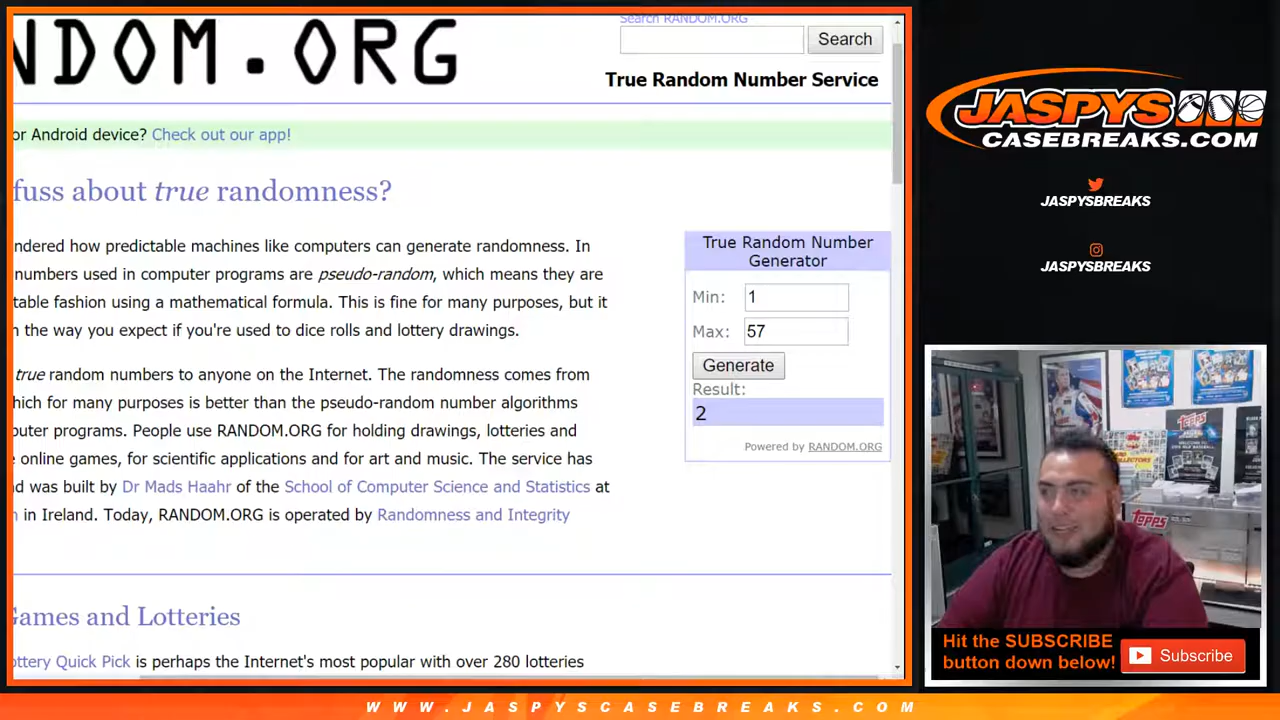 NDOM.ORG
Search RANDOM.ORG
Search
True Random Number Service
or Android device? Check out our app!
fuss about true randomness?
ndered how predictable machines like computers can generate randomness. In
numbers used in computer programs are pseudo-random, which means they are
table fashion using a mathematical formula. This is fine for many purposes, but it
n the way you expect if you're used to dice rolls and lottery drawings.
true random numbers to anyone on the Internet. The randomness comes from
hich for many purposes is better than the pseudo-random number algorithms
puter programs. People use RANDOM.ORG for holding drawings, lotteries and
online games, for scientific applications and for art and music. The service has
d was built by Dr Mads Haahr of the School of Computer Science and Statistics at
in Ireland. Today, RANDOM.ORG is operated by Randomness and Integrity
Games and Lotteries
ottery Quick Pick is perhaps the Internet's most popular with over 280 lotteries
True Random Number
Generator
Min: 1
Max: 57
Generate
Result:
2
Powered by RANDOM.ORG
JASPYS
CASEBREAKS.COM
JASPYSBREAKS
JASPYSBREAKS
Topps
topps
Hit the SUBSCRIBE
button down below!
Subscribe
WWW.JASPYSCASEBREAKS.COM